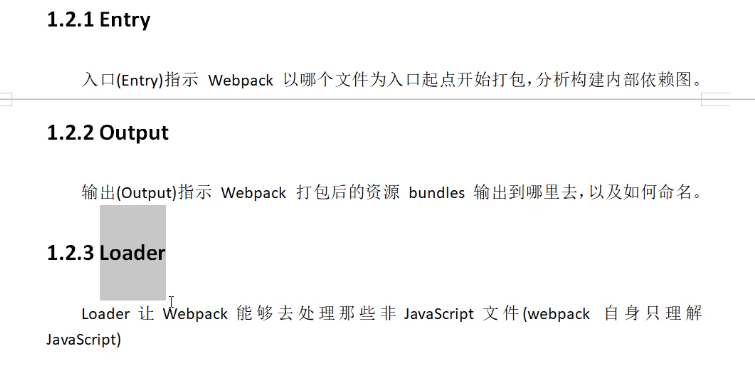 1.2.1 Entry
入口(Entry)指示 Webpack 以哪个文件为入口起点开始打包,分析构建内部依赖图。
1.2.2 Output
输出(Output)指示 Webpack 打包后的资源 bundles 输出到哪里去,以及如何命名。
1.2.3 Loader
Loader 让 Webpack 能够去处理那些非 JavaScript 文件(webpack 自身只理解
JavaScript)